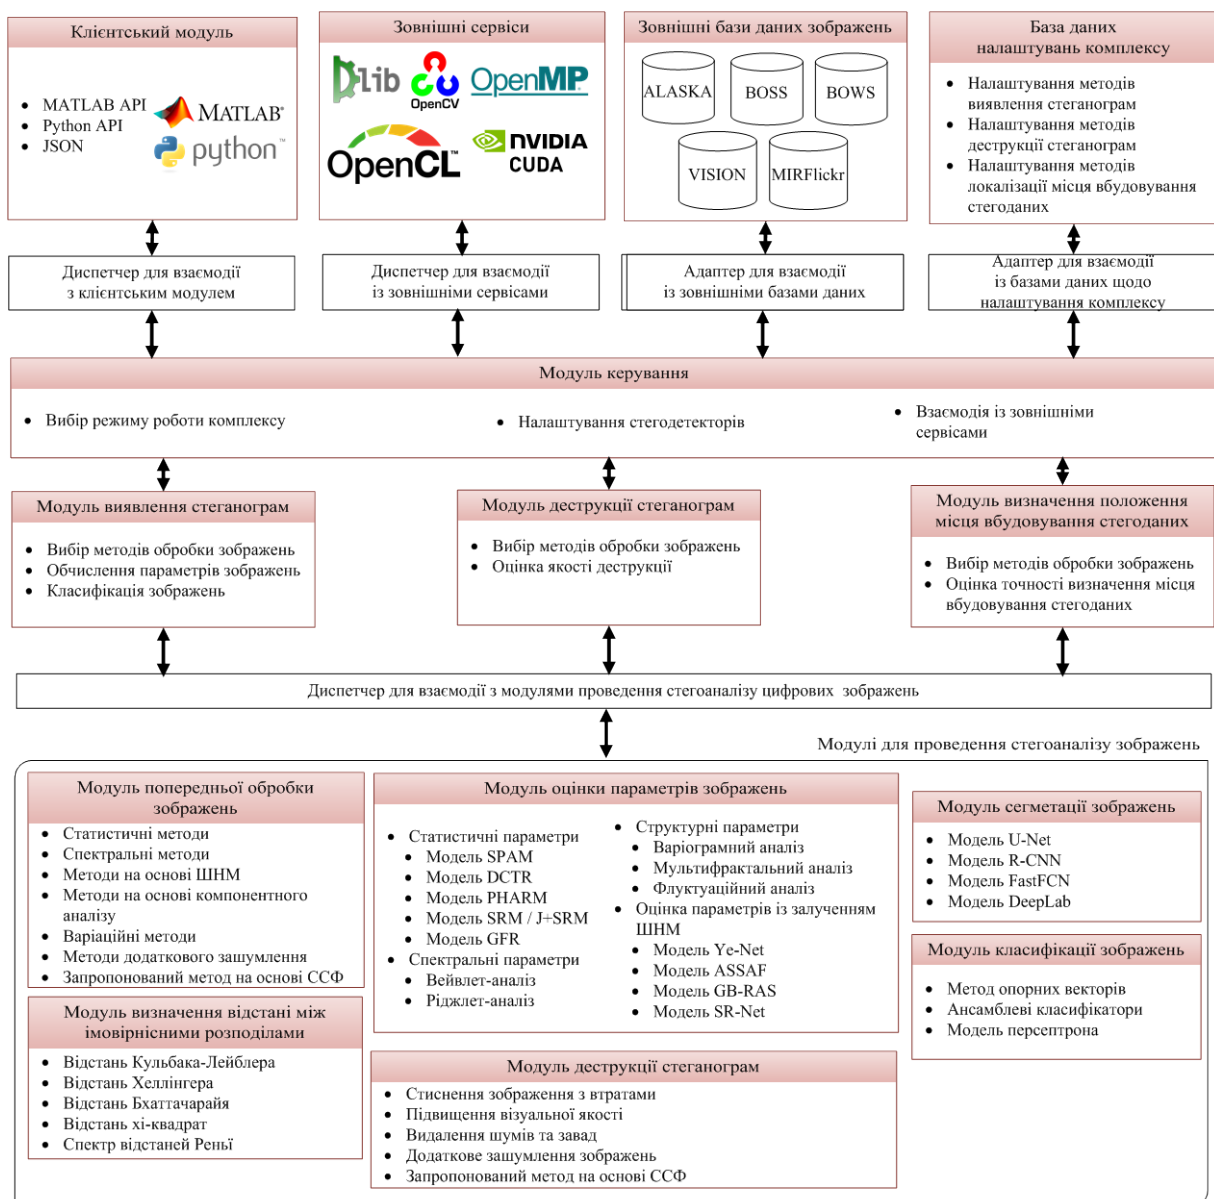 Клієнтський модуль
• MATLAB API
• Python API
• JSON
MATLAB®
python™
Зовнішні сервіси
Dlib
OpenCV
OpenMP
OpenCL™
NVIDIA
CUDA
Зовнішні бази даних зображень
ALASKA
BOSS
BOWS
VISION
MIRFlickr
База даних
налаштувань комплексу
• Налаштування методів
виявлення стеганограм
• Налаштування методів
деструкції стеганограм
• Налаштування методів
локалізації місця вбудовування
стегоданих
Диспетчер для взаємодії
з клієнтським модулем
Диспетчер для взаємодії
із зовнішніми сервісами
Адаптер для взаємодії
із зовнішніми базами даних
Адаптер для взаємодії
із базами даних щодо
налаштування комплексу
Модуль керування
• Вибір режиму роботи комплексу
• Налаштування стегодетекторів
• Взаємодія із зовнішніми
сервісами
Модуль виявлення стеганограм
• Вибір методів обробки зображень
• Обчислення параметрів зображень
• Класифікація зображень
Модуль деструкції стеганограм
• Вибір методів обробки зображень
• Оцінка якості деструкції
Модуль визначення положення
місця вбудовування стегоданих
• Вибір методів обробки зображень
• Оцінка точності визначення місця
вбудовування стегоданих
Диспетчер для взаємодії з модулями проведення стегоаналізу цифрових зображень
Модулі для проведення стегоаналізу зображень
Модуль попередньої обробки
зображень
• Статистичні методи
• Спектральні методи
• Методи на основі ШНМ
• Методи на основі компонентного
аналізу
• Варіаційні методи
• Методи додаткового зашумлення
• Запропонований метод на основі ССФ
Модуль визначення відстані між
імовірнісними розподілами
• Відстань Кульбака-Лейблера
• Відстань Хеллінгера
• Відстань Бхаттачарайя
• Відстань хі-квадрат
• Спектр відстаней Реньї
Модуль оцінки параметрів зображень
• Статистичні параметри
• Модель SPAM
• Модель DCTR
• Модель PHARM
• Модель SRM / J+SRM
• Модель GFR
• Спектральні параметри
• Вейвлет-аналіз
• Ріджлет-аналіз
• Структурні параметри
• Варіограмний аналіз
• Мультифрактальний аналіз
• Флуктуаційний аналіз
• Оцінка параметрів із залученням
ШНМ
• Модель Ye-Net
• Модель ASSAF
• Модель GB-RAS
• Модель SR-Net
Модуль деструкції стеганограм
• Стиснення зображення з втратами
• Підвищення візуальної якості
• Видалення шумів та завад
• Додаткове зашумлення зображень
• Запропонований метод на основі ССФ
Модуль сегметації зображень
• Модель U-Net
• Модель R-CNN
• Модель FastFCN
• Модель DeepLab
Модуль класифікації зображень
• Метод опорних векторів
• Ансамблеві класифікатори
• Модель персептрона